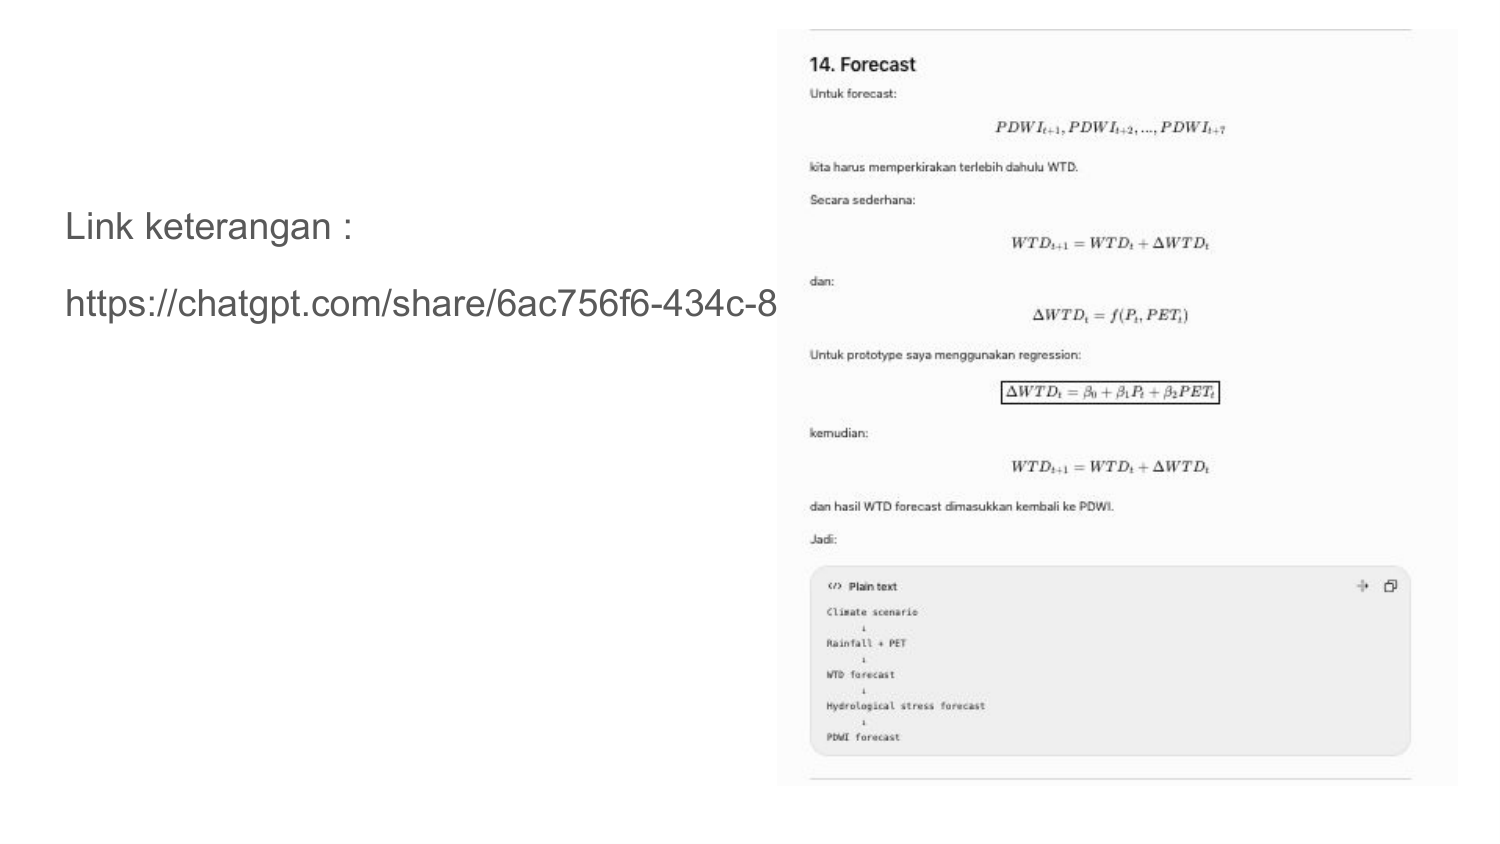 Link keterangan :
https://chatgpt.com/share/6ac756f6-434c-8
14. Forecast
Untuk forecast:
PDWI_{t+1}, PDWI_{t+2}, ..., PDWI_{t+7}
kita harus memperkirakan terlebih dahulu WTD.
Secara sederhana:
WTD_{t+1} = WTD_t + ΔWTD_t
dan:
ΔWTD_t = f(P_t, PET_t)
Untuk prototype saya menggunakan regression:
ΔWTD_t = β_0 + β_1P_t + β_2PET_t
kemudian:
WTD_{t+1} = WTD_t + ΔWTD_t
dan hasil WTD forecast dimasukkan kembali ke PDWI.
Jadi:
</> Plain text
Climate scenario
↓
Rainfall + PET
↓
WTD forecast
↓
Hydrological stress forecast
↓
PDWI forecast